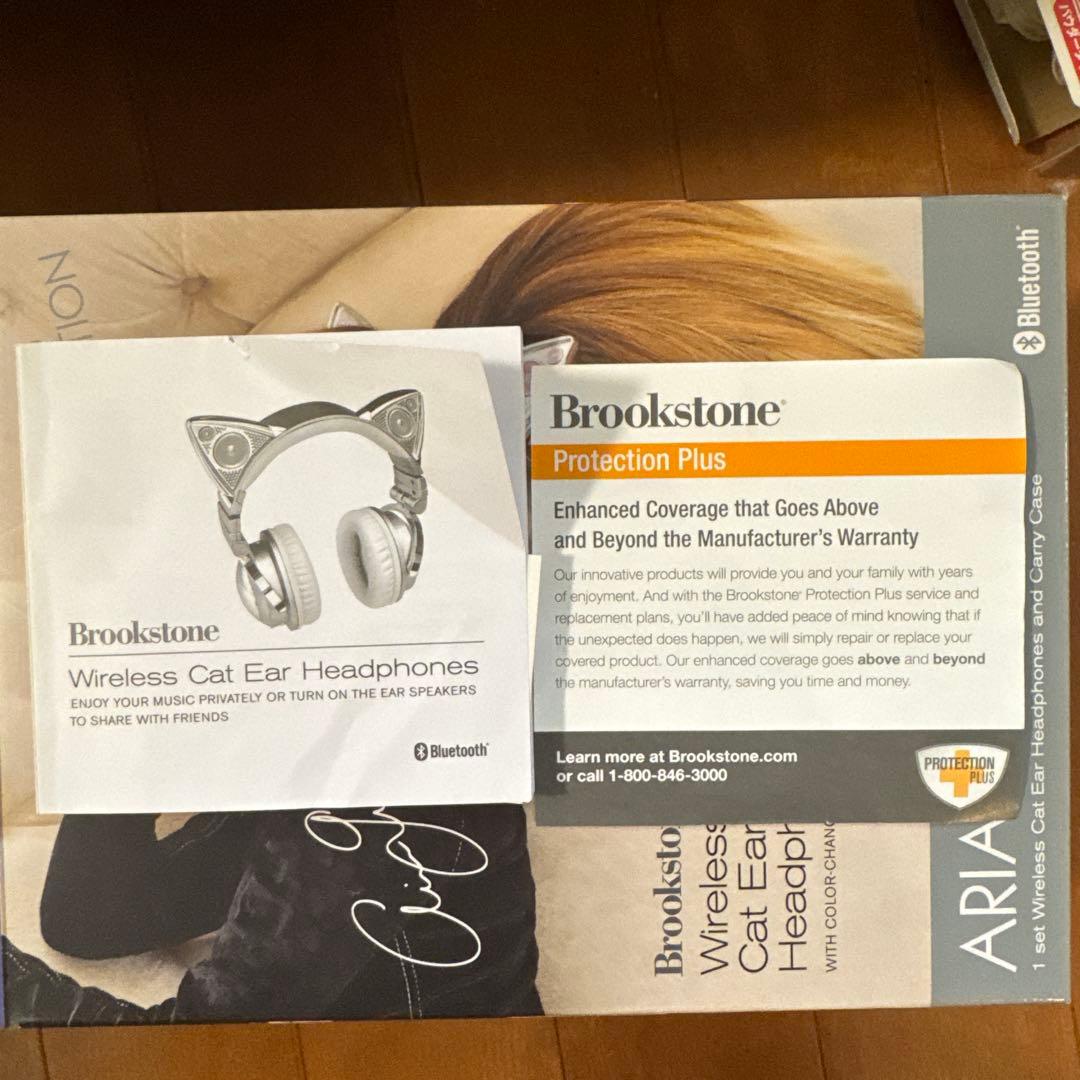 Brookstone
Wireless Cat Ear Headphones
ENJOY YOUR MUSIC PRIVATELY OR TURN ON THE EAR SPEAKERS
TO SHARE WITH FRIENDS
Bluetooth®
Brookstone®
Protection Plus
Enhanced Coverage that Goes Above
and Beyond the Manufacturer's Warranty
Our innovative products will provide you and your family with years
of enjoyment. And with the Brookstone® Protection Plus service and
replacement plans, you'll have added peace of mind knowing that if
the unexpected does happen, we will simply repair or replace your
covered product. Our enhanced coverage goes above and beyond
the manufacturer's warranty, saving you time and money.
Learn more at Brookstone.com
or call 1-800-846-3000
PROTECTION
PLUS
Brooksto
Wireless
Cat Ear
Headph
WITH COLOR-CHANG
ARIA
1 set Wireless Cat Ear Headphones and Carry Case
Bluetooth®
TION